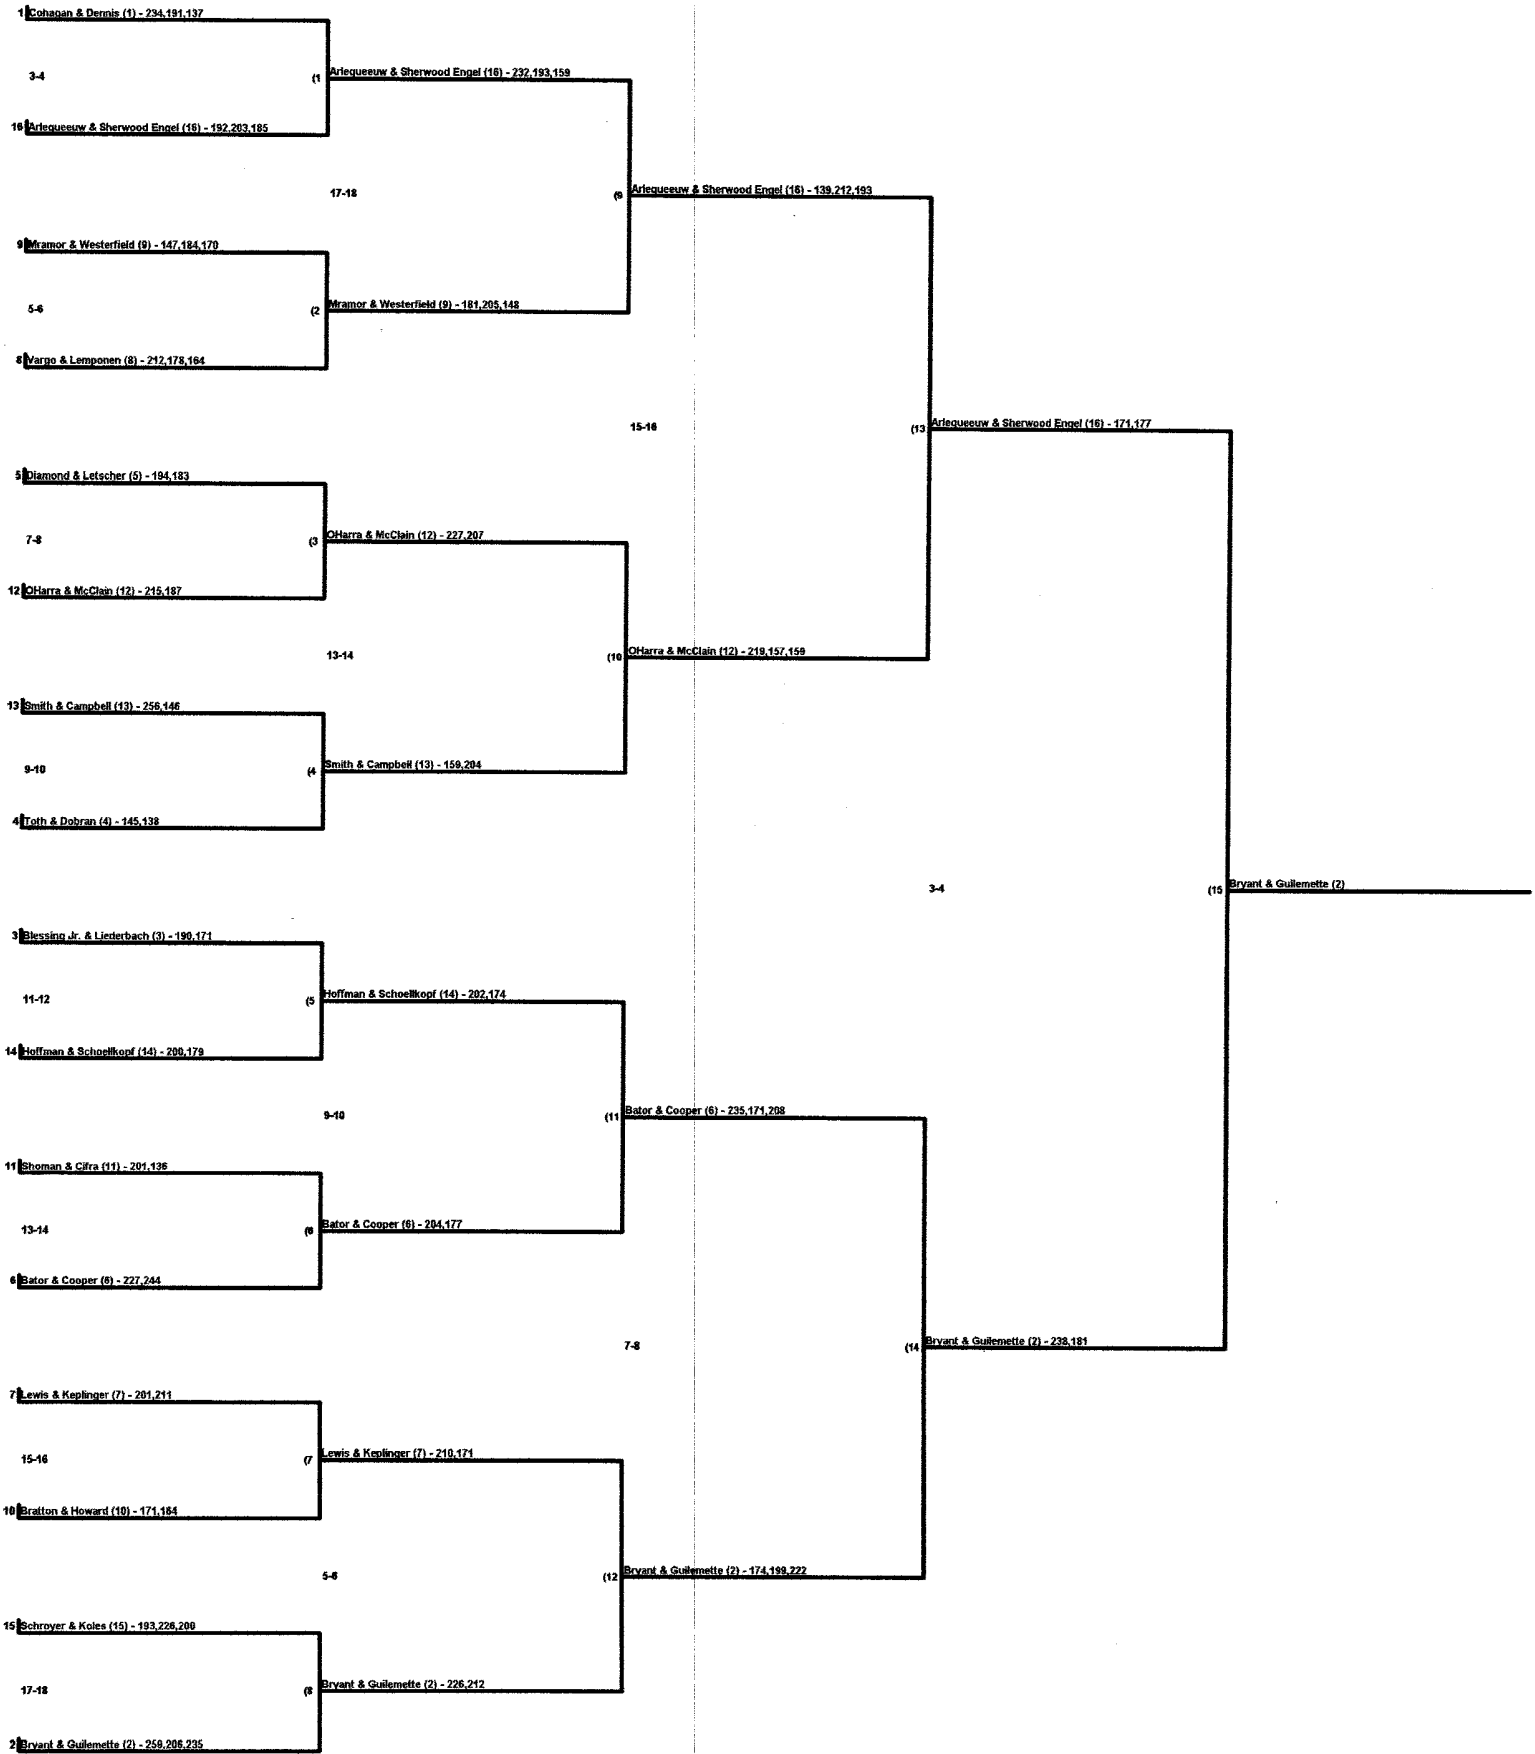 1 Cohagan & Dennis (1) - 234,191,137
3-4
(1 Arlequeeuw & Sherwood Engel (16) - 232,193,159
16 Arlequeeuw & Sherwood Engel (16) - 192,203,185
17-18
(9 Arlequeeuw & Sherwood Engel (16) - 139,212,193
9 Mramor & Westerfield (9) - 147,184,170
5-6
(2 Mramor & Westerfield (9) - 181,205,148
8 Vargo & Lemponen (8) - 212,178,164
15-16
(13 Arlequeeuw & Sherwood Engel (16) - 171,177
5 Diamond & Letscher (5) - 194,183
7-8
(3 OHarra & McClain (12) - 227,207
12 OHarra & McClain (12) - 215,187
13-14
(10 OHarra & McClain (12) - 219,157,159
13 Smith & Campbell (13) - 256,146
9-10
(4 Smith & Campbell (13) - 159,204
4 Toth & Dobran (4) - 145,138
3-4
(15 Bryant & Guilemette (2)
3 Blessing Jr. & Liederbach (3) - 190,171
11-12
(5 Hoffman & Schoellkopf (14) - 202,174
14 Hoffman & Schoellkopf (14) - 200,179
9-10
(11 Bator & Cooper (6) - 235,171,208
11 Shoman & Cifra (11) - 201,136
13-14
(6 Bator & Cooper (6) - 204,177
6 Bator & Cooper (6) - 227,244
7-8
(14 Bryant & Guilemette (2) - 238,181
7 Lewis & Keplinger (7) - 201,211
15-16
(7 Lewis & Keplinger (7) - 210,171
10 Bratton & Howard (10) - 171,164
5-6
(12 Bryant & Guilemette (2) - 174,199,222
15 Schroyer & Koles (15) - 193,226,200
17-18
(8 Bryant & Guilemette (2) - 226,212
2 Bryant & Guilemette (2) - 259,206,235